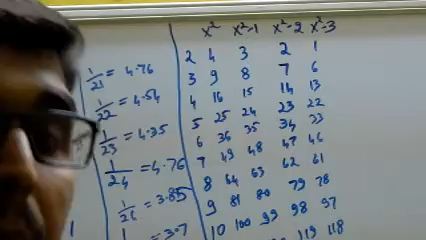 x² x²-1 x²-2 x²-3
2 4 3 2 1
3 9 8 7 6
4 16 15 14 13
5 25 24 23 22
6 36 35 34 33
7 49 48 47 46
8 64 63 62 61
9 81 80 79 78
10 100 99 98 97
119 118
1/21 = 4.76
1/22 = 4.54
1/23 = 4.35
1/24 = 4.76
= 3.85
= 3.7